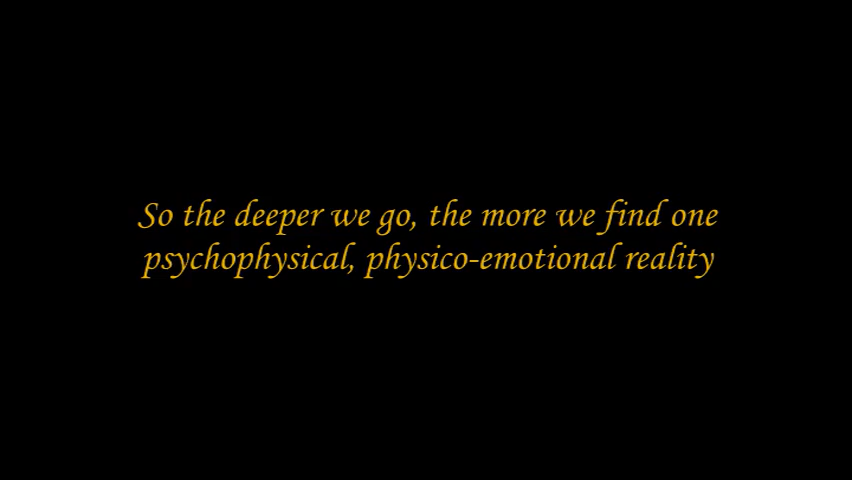 So the deeper we go, the more we find one
psychophysical, physico-emotional reality